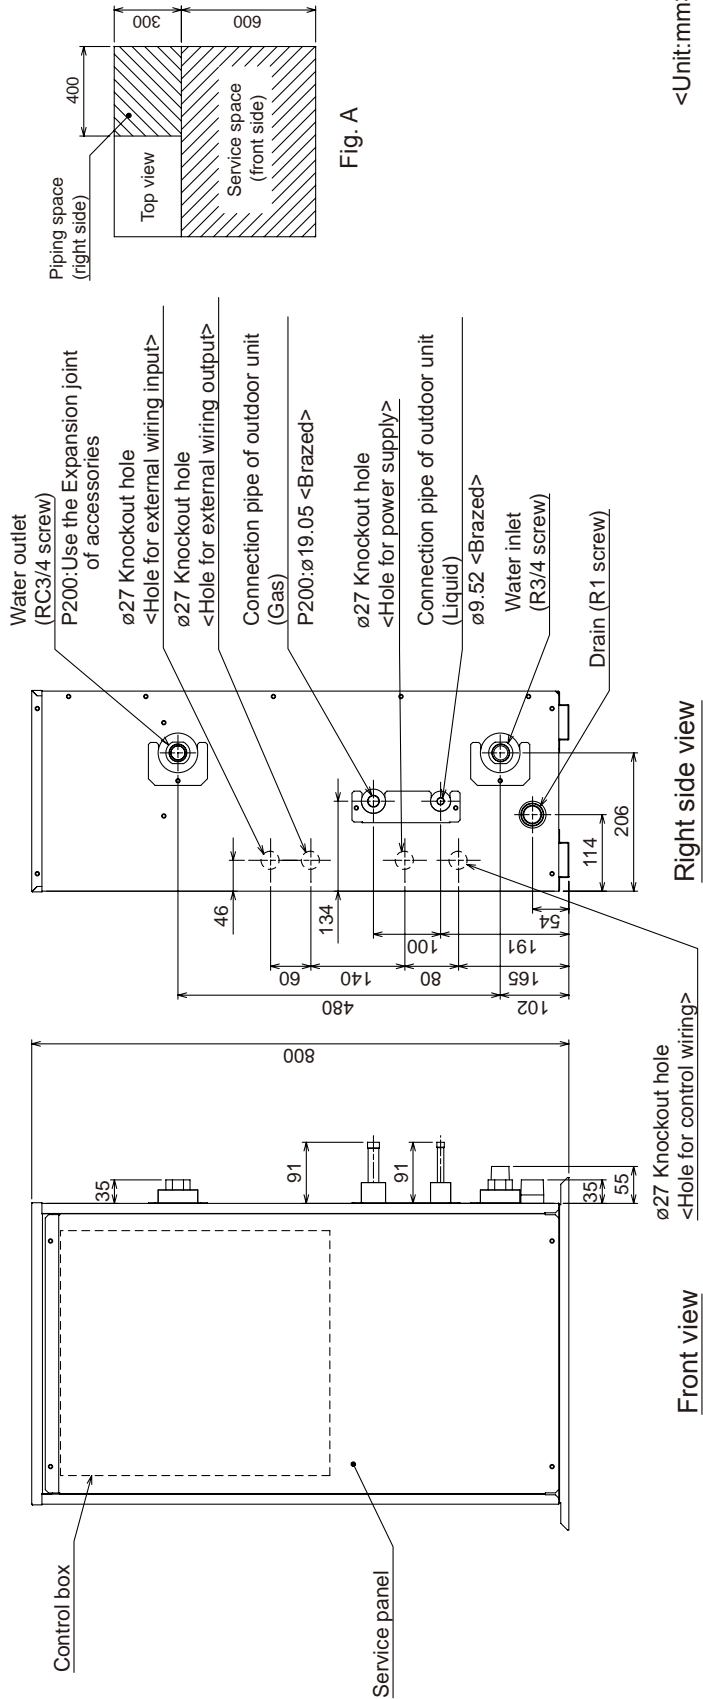 Piping space
(right side)
400
300
600
Top view
Service space
(front side)
Fig. A
<Unit:mm>
Water outlet
(RC3/4 screw)
P200:Use the Expansion joint
of accessories
ø27 Knockout hole
<Hole for external wiring input>
ø27 Knockout hole
<Hole for external wiring output>
Connection pipe of outdoor unit
(Gas)
P200:ø19.05 <Brazed>
ø27 Knockout hole
<Hole for power supply>
Connection pipe of outdoor unit
(Liquid)
ø9.52 <Brazed>
Water inlet
(R3/4 screw)
Drain (R1 screw)
46
134
60
140
80
165
100
191
480
102
54
114
206
Right side view
ø27 Knockout hole
<Hole for control wiring>
800
35
91
91
35
55
Control box
Service panel
Front view